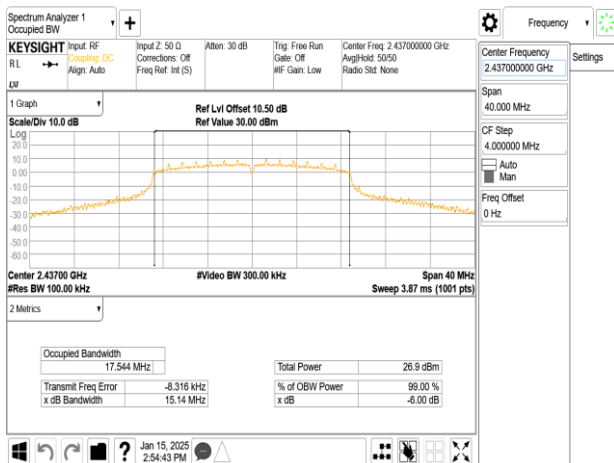 Spectrum Analyzer 1
Occupied BW
+
Frequency
KEYSIGHT
RL
LXI
Input: RF
Coupling: DC
Align: Auto
Input Z: 50 Ω
Corrections: Off
Freq Ref: Int (S)
Atten: 30 dB
Trig: Free Run
Gate: Off
#IF Gain: Low
Center Freq: 2.437000000 GHz
Avg|Hold: 50/50
Radio Std: None
Center Frequency
2.437000000 GHz
Settings
Span
40.000 MHz
CF Step
4.000000 MHz
Auto
Man
Freq Offset
0 Hz
1 Graph
Scale/Div 10.0 dB
Ref Lvl Offset 10.50 dB
Ref Value 30.00 dBm
Log
20.0
10.0
0.00
-10.0
-20.0
-30.0
-40.0
-50.0
-60.0
Center 2.43700 GHz
#Video BW 300.00 kHz
Span 40 MHz
#Res BW 100.00 kHz
Sweep 3.87 ms (1001 pts)
2 Metrics
Occupied Bandwidth
17.544 MHz
Total Power 26.9 dBm
Transmit Freq Error -8.316 kHz
% of OBW Power 99.00 %
x dB Bandwidth 15.14 MHz
x dB -6.00 dB
?
Jan 15, 2025
2:54:43 PM